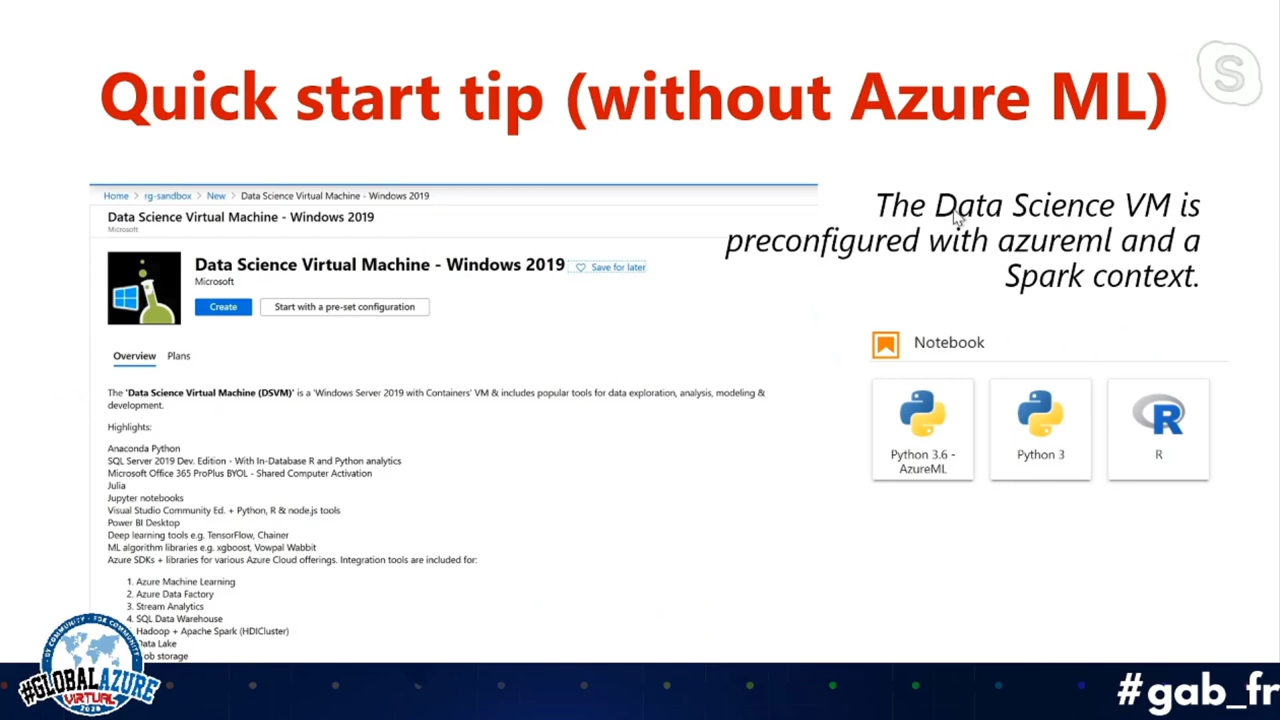 Quick start tip (without Azure ML)
S
Home > rg-sandbox > New > Data Science Virtual Machine - Windows 2019
Data Science Virtual Machine - Windows 2019
Microsoft
Data Science Virtual Machine - Windows 2019
Save for later
Microsoft
Create
Start with a pre-set configuration
Overview
Plans
The 'Data Science Virtual Machine (DSVM)' is a 'Windows Server 2019 with Containers' VM & includes popular tools for data exploration, analysis, modeling &
development.
Highlights:
Anaconda Python
SQL Server 2019 Dev. Edition - With In-Database R and Python analytics
Microsoft Office 365 ProPlus BYOL - Shared Computer Activation
Julia
Jupyter notebooks
Visual Studio Community Ed. + Python, R & node.js tools
Power BI Desktop
Deep learning tools e.g. TensorFlow, Chainer
ML algorithm libraries e.g. xgboost, Vowpal Wabbit
Azure SDKs + libraries for various Azure Cloud offerings. Integration tools are included for:
1. Azure Machine Learning
2. Azure Data Factory
3. Stream Analytics
4. SQL Data Warehouse
Hadoop + Apache Spark (HDICluster)
Data Lake
ob storage
The Data Science VM is
preconfigured with azureml and a
Spark context.
Notebook
Python 3.6 -
AzureML
Python 3
R
R
BY COMMUNITY - FOR COMMUNITY
#GLOBALAZURE
VIRTUAL
2020
#gab_fr